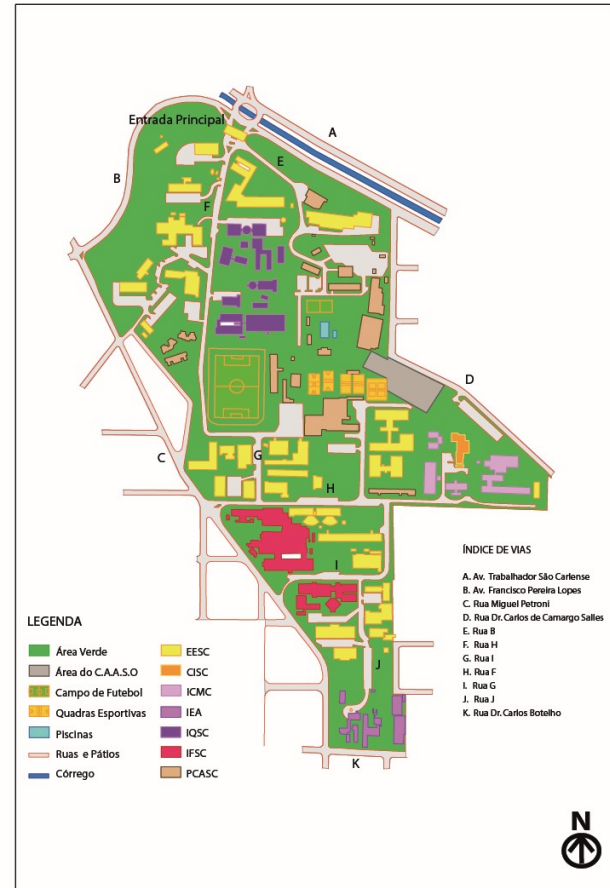 Entrada Principal
A
B
E
F
D
C
G
H
I
J
K
ÍNDICE DE VIAS
A. Av. Trabalhador São Carlense
B. Av. Francisco Pereira Lopes
C. Rua Miguel Petroni
D. Rua Dr. Carlos de Camargo Salles
E. Rua B
F. Rua H
G. Rua I
H. Rua F
I. Rua G
J. Rua J
K. Rua Dr. Carlos Botelho
LEGENDA
Área Verde
Área do C.A.A.S.O
Campo de Futebol
Quadras Esportivas
Piscinas
Ruas e Pátios
Córrego
EESC
CISC
ICMC
IEA
IQSC
IFSC
PCASC
N